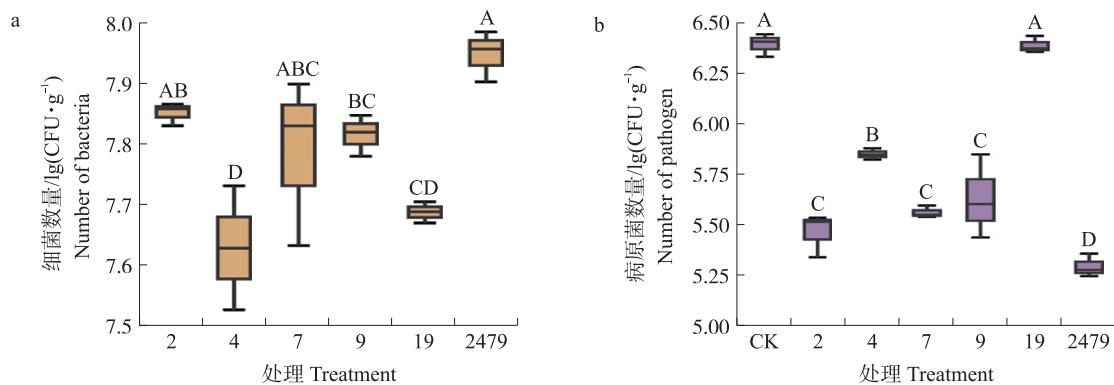 a
细菌数量/lg(CFU·g⁻¹)
Number of bacteria
8.0
7.9
7.8
7.7
7.6
7.5
AB
D
ABC
BC
CD
A
2 4 7 9 19 2479
处理 Treatment
b
病原菌数量/lg(CFU·g⁻¹)
Number of pathogen
6.50
6.25
6.00
5.75
5.50
5.25
5.00
A
C
B
C
C
A
D
CK 2 4 7 9 19 2479
处理 Treatment